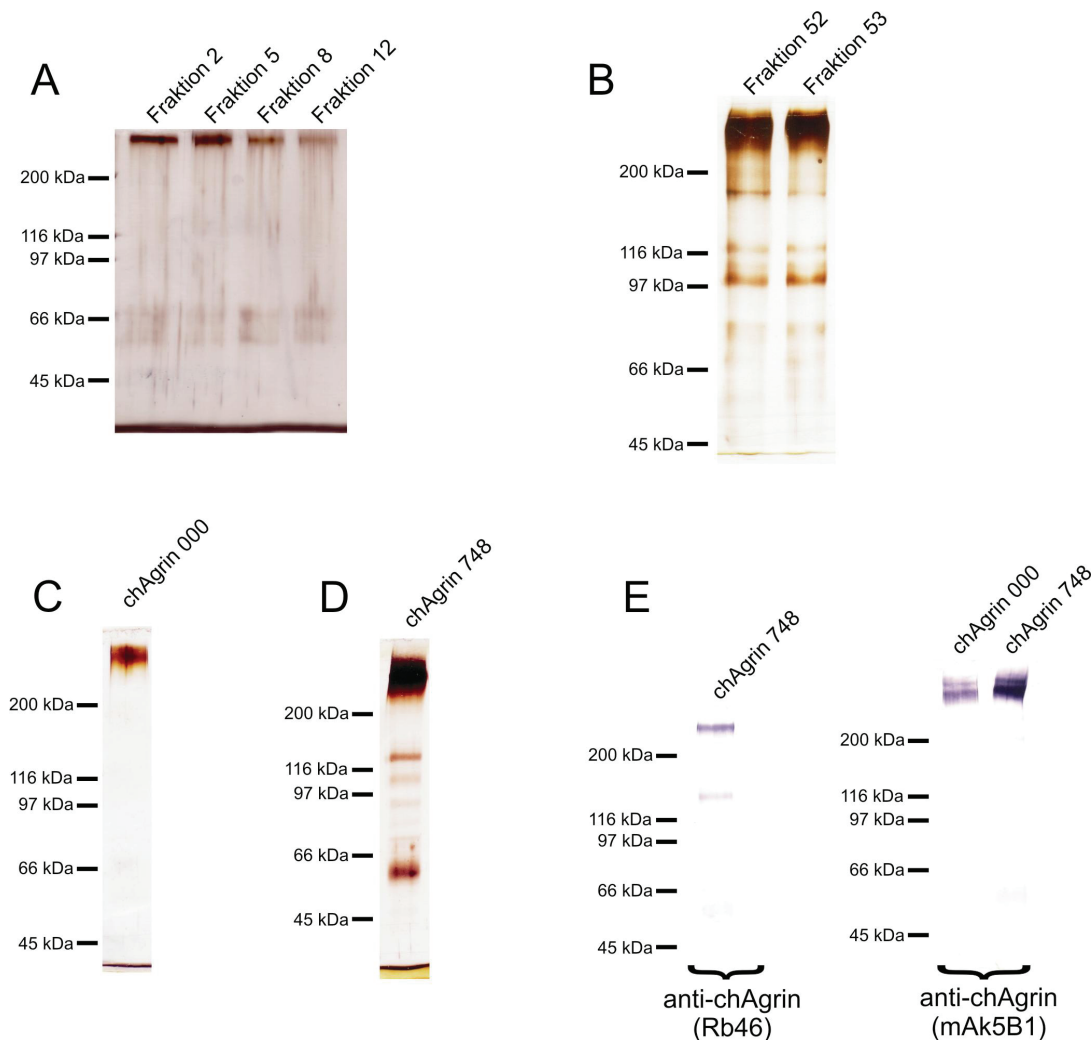 A
Fraktion 2
Fraktion 5
Fraktion 8
Fraktion 12
200 kDa
116 kDa
97 kDa
66 kDa
45 kDa
B
Fraktion 52
Fraktion 53
200 kDa
116 kDa
97 kDa
66 kDa
45 kDa
C
chAgrin 000
200 kDa
116 kDa
97 kDa
66 kDa
45 kDa
D
chAgrin 748
200 kDa
116 kDa
97 kDa
66 kDa
45 kDa
E
chAgrin 748
200 kDa
116 kDa
97 kDa
66 kDa
45 kDa
anti-chAgrin
(Rb46)
chAgrin 000
chAgrin 748
200 kDa
116 kDa
97 kDa
66 kDa
45 kDa
anti-chAgrin
(mAk5B1)